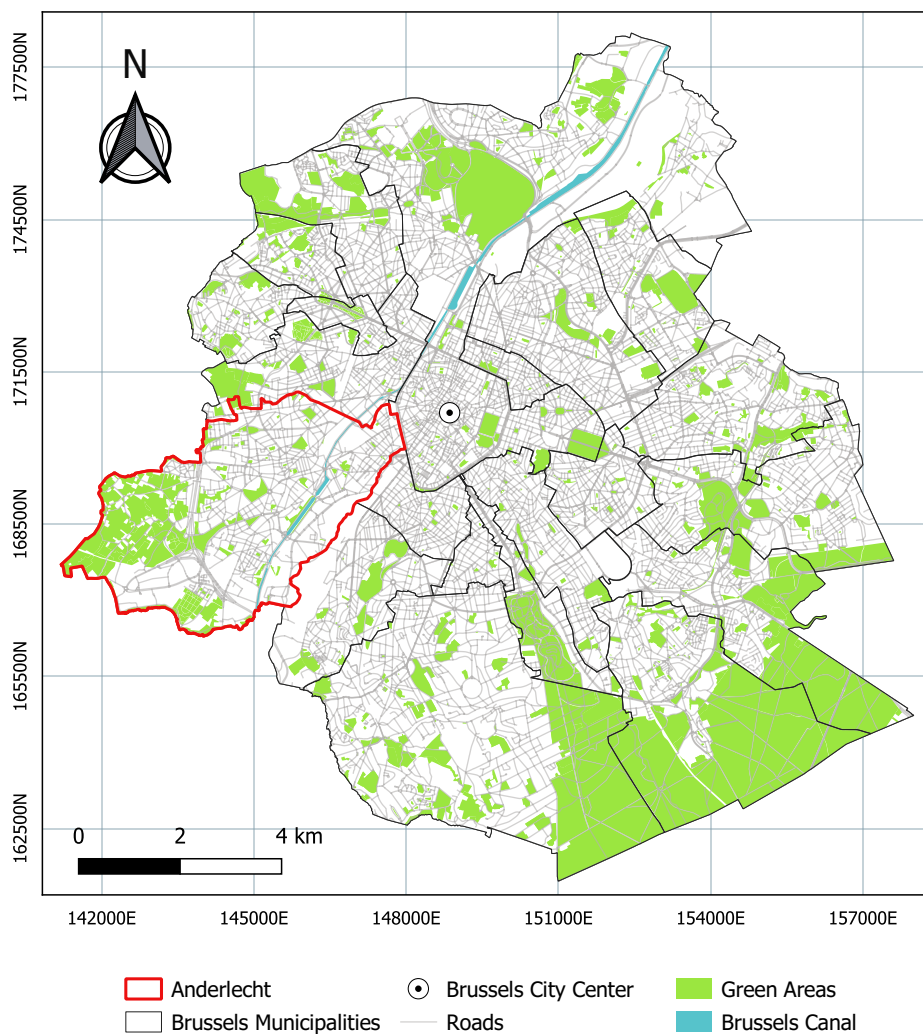 N
177500N
174500N
171500N
168500N
165500N
162500N
0 2 4 km
142000E 145000E 148000E 151000E 154000E 157000E
Anderlecht Brussels City Center Green Areas
Brussels Municipalities Roads Brussels Canal